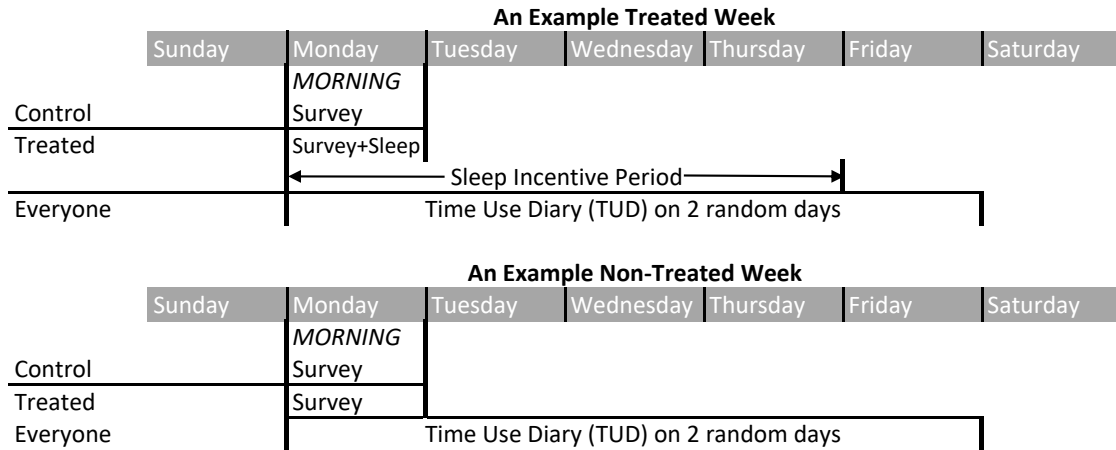 An Example Treated Week
Sunday Monday Tuesday Wednesday Thursday Friday Saturday
MORNING
Control Survey
Treated Survey+Sleep
Sleep Incentive Period
Everyone Time Use Diary (TUD) on 2 random days
An Example Non-Treated Week
Sunday Monday Tuesday Wednesday Thursday Friday Saturday
MORNING
Control Survey
Treated Survey
Everyone Time Use Diary (TUD) on 2 random days